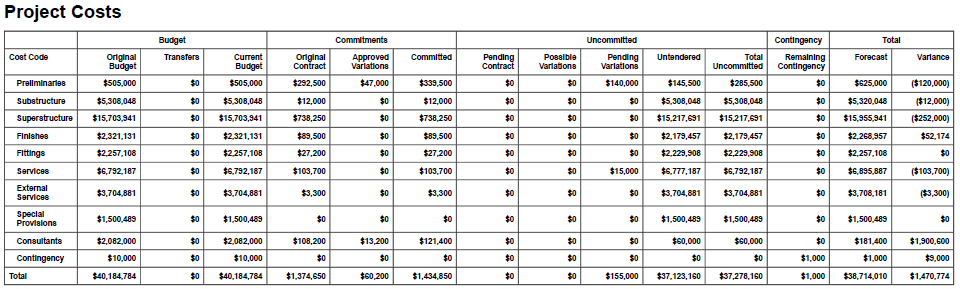 Project Costs
Budget Commitments Uncommitted Contingency Total
Cost Code Original Budget Transfers Current Budget Original Contract Approved Variations Committed Pending Contract Possible Variations Pending Variations Untendered Total Uncommitted Remaining Contingency Forecast Variance
Preliminaries $505,000 $0 $505,000 $292,500 $47,000 $339,500 $0 $0 $140,000 $145,500 $285,500 $0 $625,000 ($120,000)
Substructure $5,308,048 $0 $5,308,048 $12,000 $0 $12,000 $0 $0 $0 $5,308,048 $5,308,048 $0 $5,320,048 ($12,000)
Superstructure $15,703,941 $0 $15,703,941 $738,250 $0 $738,250 $0 $0 $0 $15,217,691 $15,217,691 $0 $15,955,941 ($252,000)
Finishes $2,321,131 $0 $2,321,131 $89,500 $0 $89,500 $0 $0 $0 $2,179,457 $2,179,457 $0 $2,268,957 $52,174
Fittings $2,257,108 $0 $2,257,108 $27,200 $0 $27,200 $0 $0 $0 $2,229,908 $2,229,908 $0 $2,257,108 $0
Services $6,792,187 $0 $6,792,187 $103,700 $0 $103,700 $0 $0 $15,000 $6,777,187 $6,792,187 $0 $6,895,887 ($103,700)
External Services $3,704,881 $0 $3,704,881 $3,300 $0 $3,300 $0 $0 $0 $3,704,881 $3,704,881 $0 $3,708,181 ($3,300)
Special Provisions $1,500,489 $0 $1,500,489 $0 $0 $0 $0 $0 $0 $1,500,489 $1,500,489 $0 $1,500,489 $0
Consultants $2,082,000 $0 $2,082,000 $108,200 $13,200 $121,400 $0 $0 $0 $60,000 $60,000 $0 $181,400 $1,900,600
Contingency $10,000 $0 $10,000 $0 $0 $0 $0 $0 $0 $0 $0 $1,000 $1,000 $9,000
Total $40,184,784 $0 $40,184,784 $1,374,650 $60,200 $1,434,850 $0 $0 $155,000 $37,123,160 $37,278,160 $1,000 $38,714,010 $1,470,774